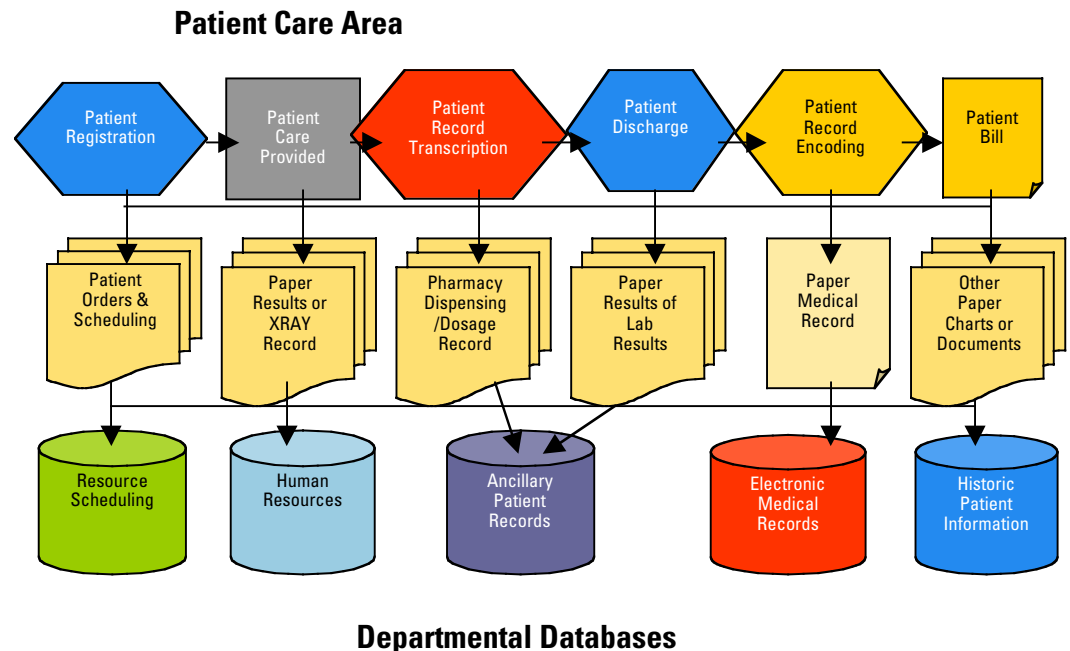 Patient Care Area
Patient
Registration
Patient
Care
Provided
Patient
Record
Transcription
Patient
Discharge
Patient
Record
Encoding
Patient
Bill
Patient
Orders &
Scheduling
Paper
Results or
XRAY
Record
Pharmacy
Dispensing
/Dosage
Record
Paper
Results of
Lab
Results
Paper
Medical
Record
Other
Paper
Charts or
Documents
Resource
Scheduling
Human
Resources
Ancillary
Patient
Records
Electronic
Medical
Records
Historic
Patient
Information
Departmental Databases